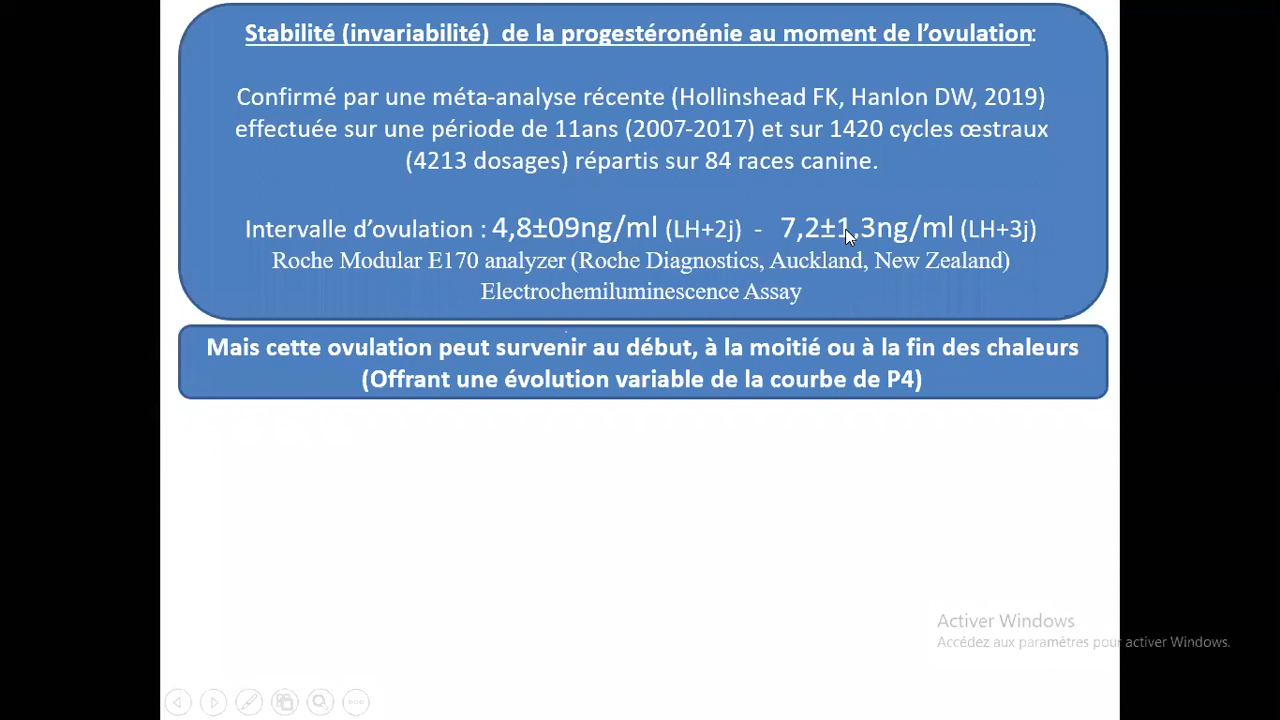 Stabilité (invariabilité) de la progestéronénie au moment de l’ovulation:
Confirmé par une méta-analyse récente (Hollinshead FK, Hanlon DW, 2019)
effectuée sur une période de 11ans (2007-2017) et sur 1420 cycles œstraux
(4213 dosages) répartis sur 84 races canine.
Intervalle d’ovulation : 4,8±09ng/ml (LH+2j) - 7,2±1.3ng/ml (LH+3j)
Roche Modular E170 analyzer (Roche Diagnostics, Auckland, New Zealand)
Electrochemiluminescence Assay
Mais cette ovulation peut survenir au début, à la moitié ou à la fin des chaleurs
(Offrant une évolution variable de la courbe de P4)
Activer Windows
Accédez aux paramètres pour activer Windows.